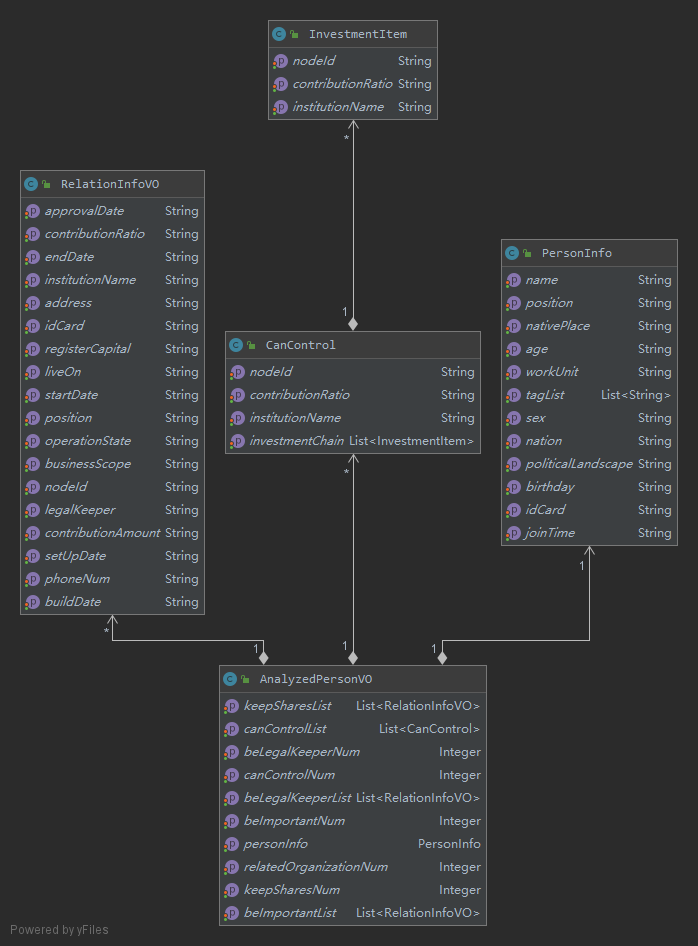 InvestmentItem
nodeId String
contributionRatio String
institutionName String
*
RelationInfoVO
approvalDate String
contributionRatio String
endDate String
institutionName String
address String
idCard String
registerCapital String
liveOn String
startDate String
position String
operationState String
businessScope String
nodeId String
legalKeeper String
contributionAmount String
setUpDate String
phoneNum String
buildDate String
*
1
CanControl
nodeId String
contributionRatio String
institutionName String
investmentChain List<InvestmentItem>
*
PersonInfo
name String
position String
nativePlace String
age String
workUnit String
tagList List<String>
sex String
nation String
politicalLandscape String
birthday String
idCard String
joinTime String
1
1
1
1
AnalyzedPersonVO
keepSharesList List<RelationInfoVO>
canControlList List<CanControl>
beLegalKeeperNum Integer
canControlNum Integer
beLegalKeeperList List<RelationInfoVO>
beImportantNum Integer
personInfo PersonInfo
relatedOrganizationNum Integer
keepSharesNum Integer
beImportantList List<RelationInfoVO>
Powered by yFiles